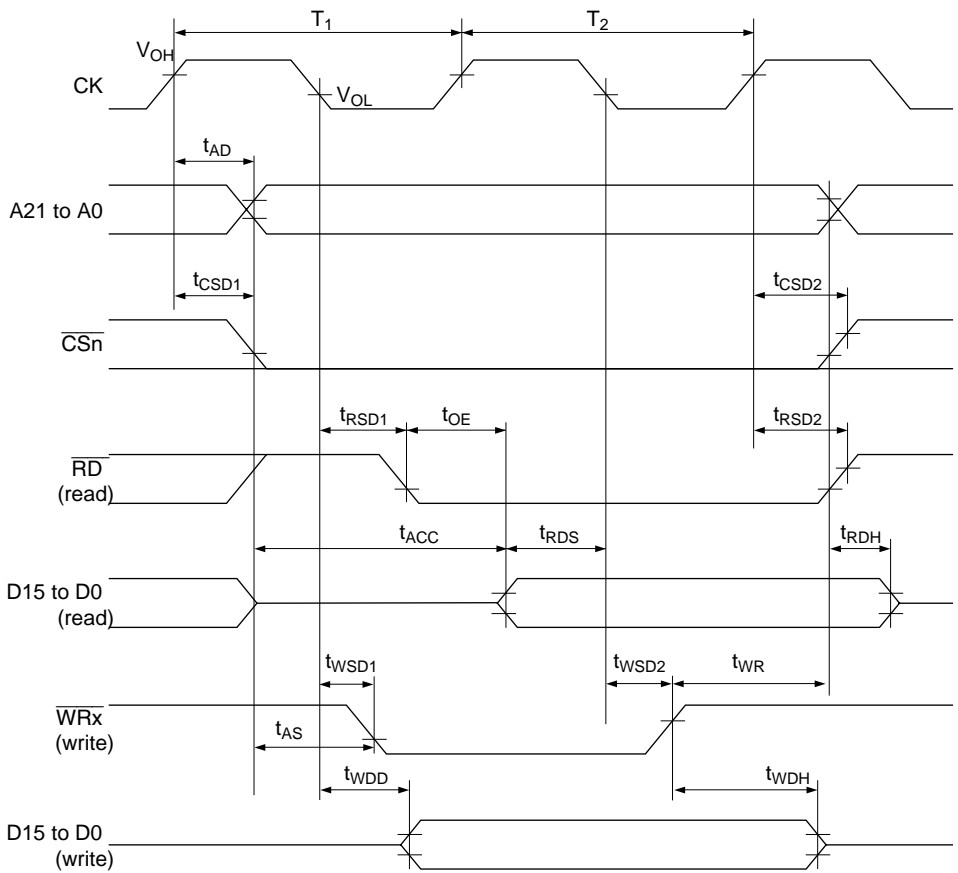 T1 T2
VOH
CK
VOL
tAD
A21 to A0
tCSD1 tCSD2
CSn
tRSD1 tOE tRSD2
RD
(read)
tACC tRDS tRDH
D15 to D0
(read)
tWSD1 tWSD2 tWR
WRx
(write)
tAS
tWDD tWDH
D15 to D0
(write)